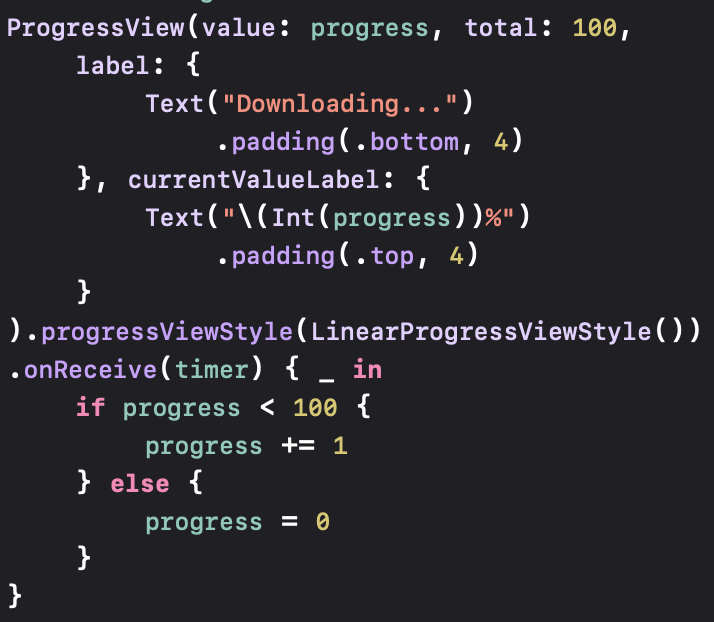 ProgressView(value: progress, total: 100,
    label: {
        Text("Downloading...")
            .padding(.bottom, 4)
    }, currentValueLabel: {
        Text("\(Int(progress))%")
            .padding(.top, 4)
    }
).progressViewStyle(LinearProgressViewStyle())
.onReceive(timer) { _ in
    if progress < 100 {
        progress += 1
    } else {
        progress = 0
    }
}